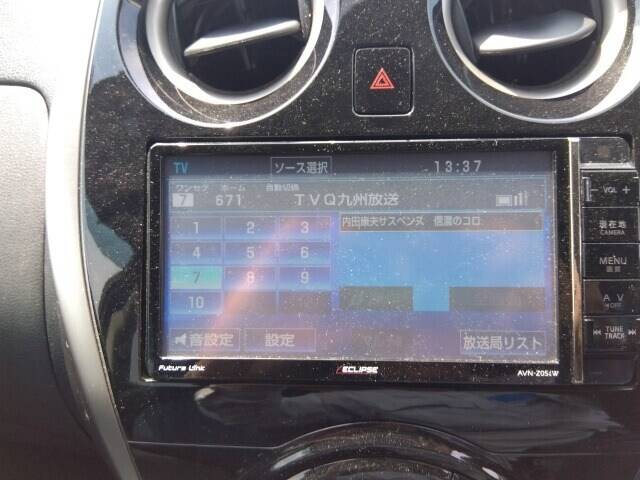 TV ソース選択 13:37
ワンセグ ホーム 自動切換
7 671 TVQ九州放送
1 2 3 内田康夫サスペンス 信濃のコロ
4 5 6
7 8 9
10
音設定 設定 放送局リスト
Future Link ECLIPSE AVN-Z05iW
- VOL +
現在地
CAMERA
MENU
画面
A V
OFF
TUNE
TRACK